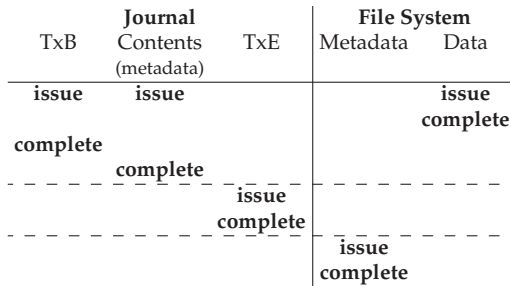 Journal File System
TxB Contents TxE Metadata Data
(metadata)
issue issue issue
complete
complete
complete
issue
complete
issue
complete